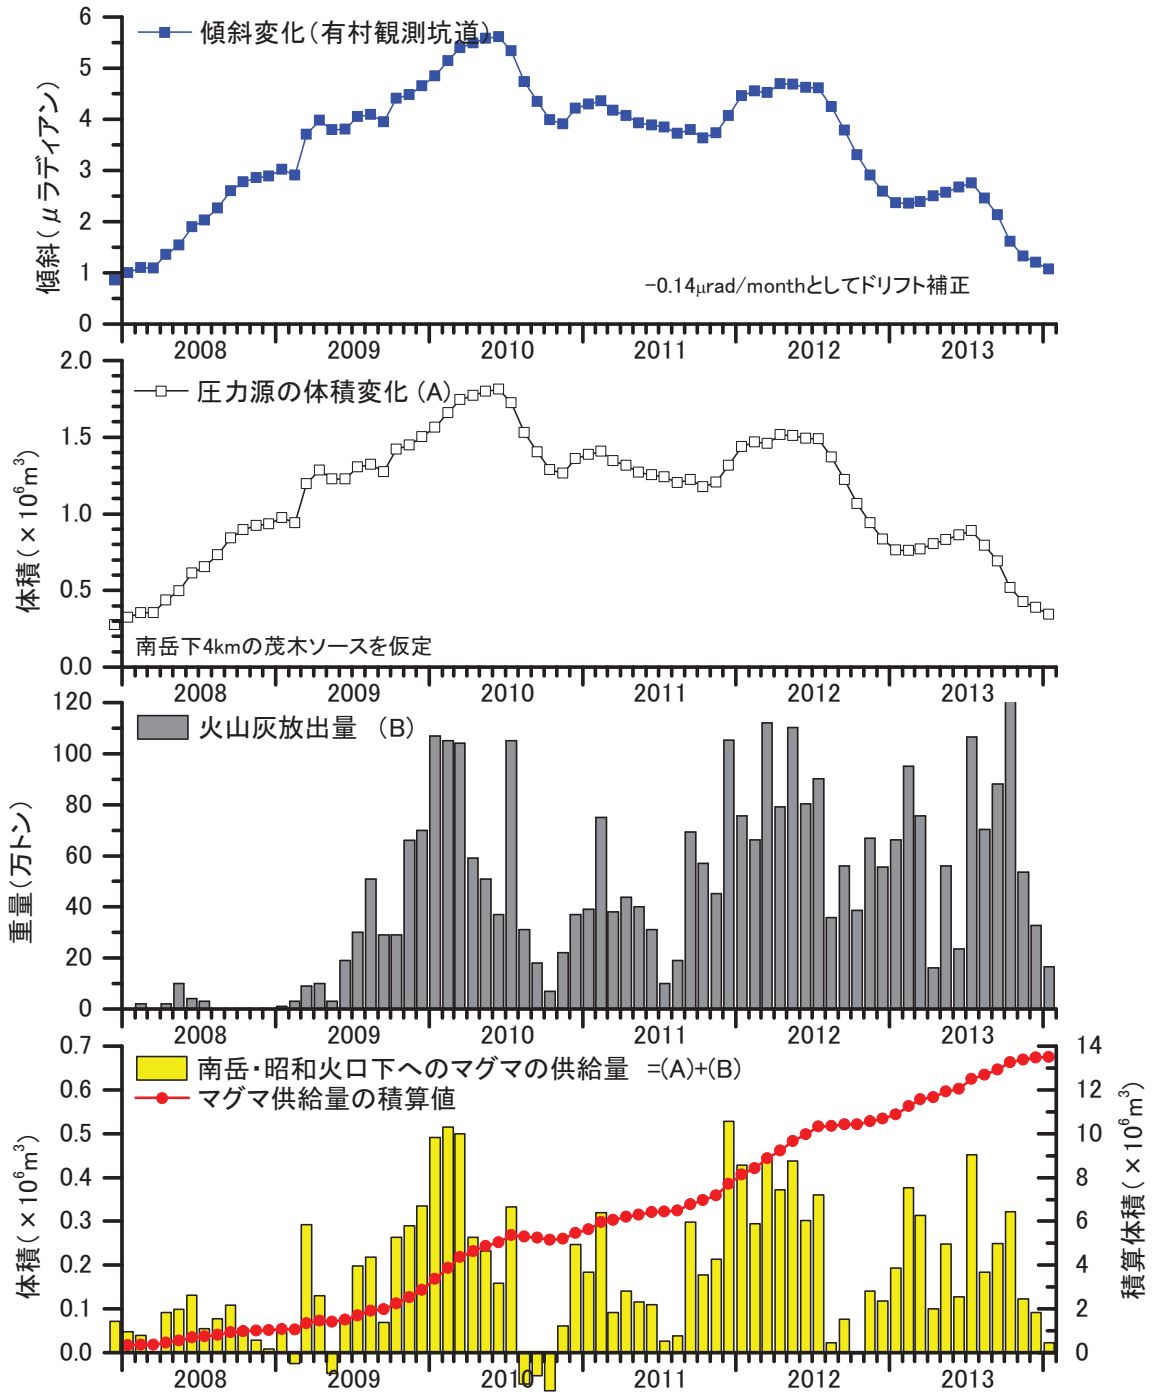 傾斜変化(有村観測坑道)
6
5
4
3
2
1
0
傾斜(μラディアン)
-0.14μrad/monthとしてドリフト補正
2008 2009 2010 2011 2012 2013
圧力源の体積変化 (A)
2.0
1.5
1.0
0.5
0.0
体積(×10⁶m³)
南岳下4kmの茂木ソースを仮定
2008 2009 2010 2011 2012 2013
火山灰放出量 (B)
120
100
80
60
40
20
0
重量(万トン)
2008 2009 2010 2011 2012 2013
南岳・昭和火口下へのマグマの供給量 =(A)+(B)
マグマ供給量の積算値
0.7
0.6
0.5
0.4
0.3
0.2
0.1
0.0
体積(×10⁶m³)
14
12
10
8
6
4
2
0
積算体積(×10⁶m³)
2008 2009 2010 2011 2012 2013